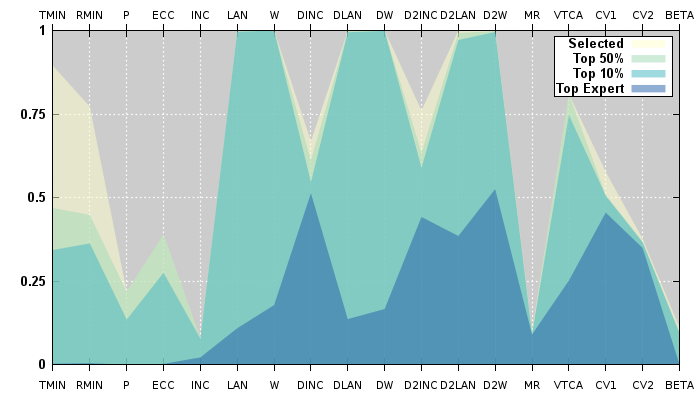 TMIN RMIN P ECC INC LAN W DINC DLAN DW D2INC D2LAN D2W MR VTCA CV1 CV2 BETA
1
Selected
Top 50%
0.75
Top 10%
Top Expert
0.5
0.25
0
TMIN RMIN P ECC INC LAN W DINC DLAN DW D2INC D2LAN D2W MR VTCA CV1 CV2 BETA